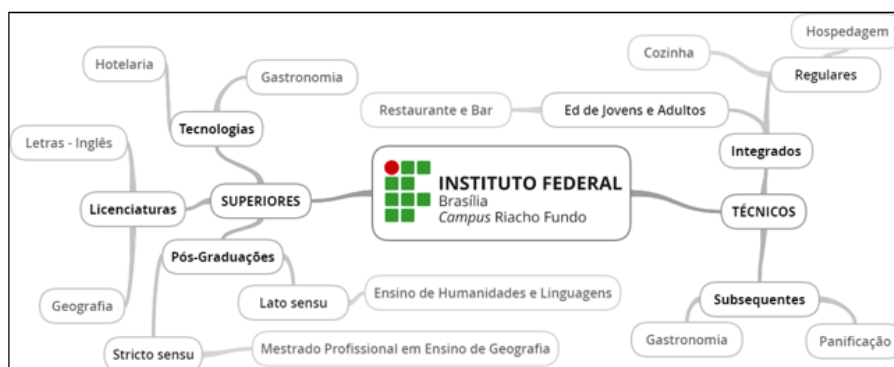 Hospedagem
Cozinha
Regulares
Hotelaria
Gastronomia
Restaurante e Bar
Ed de Jovens e Adultos
Tecnologias
Letras - Inglês
Integrados
INSTITUTO FEDERAL
Brasília
Campus Riacho Fundo
SUPERIORES
Licenciaturas
TÉCNICOS
Pós-Graduações
Lato sensu
Ensino de Humanidades e Linguagens
Geografia
Subsequentes
Gastronomia
Panificação
Stricto sensu
Mestrado Profissional em Ensino de Geografia